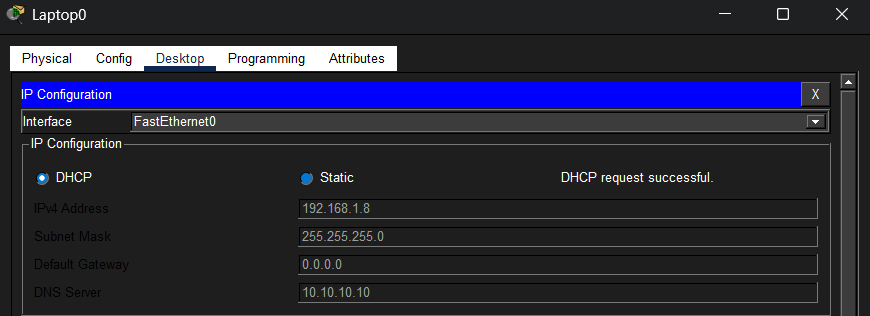 Laptop0
Physical Config Desktop Programming Attributes
IP Configuration X
Interface FastEthernet0
IP Configuration
DHCP Static DHCP request successful.
IPv4 Address 192.168.1.8
Subnet Mask 255.255.255.0
Default Gateway 0.0.0.0
DNS Server 10.10.10.10